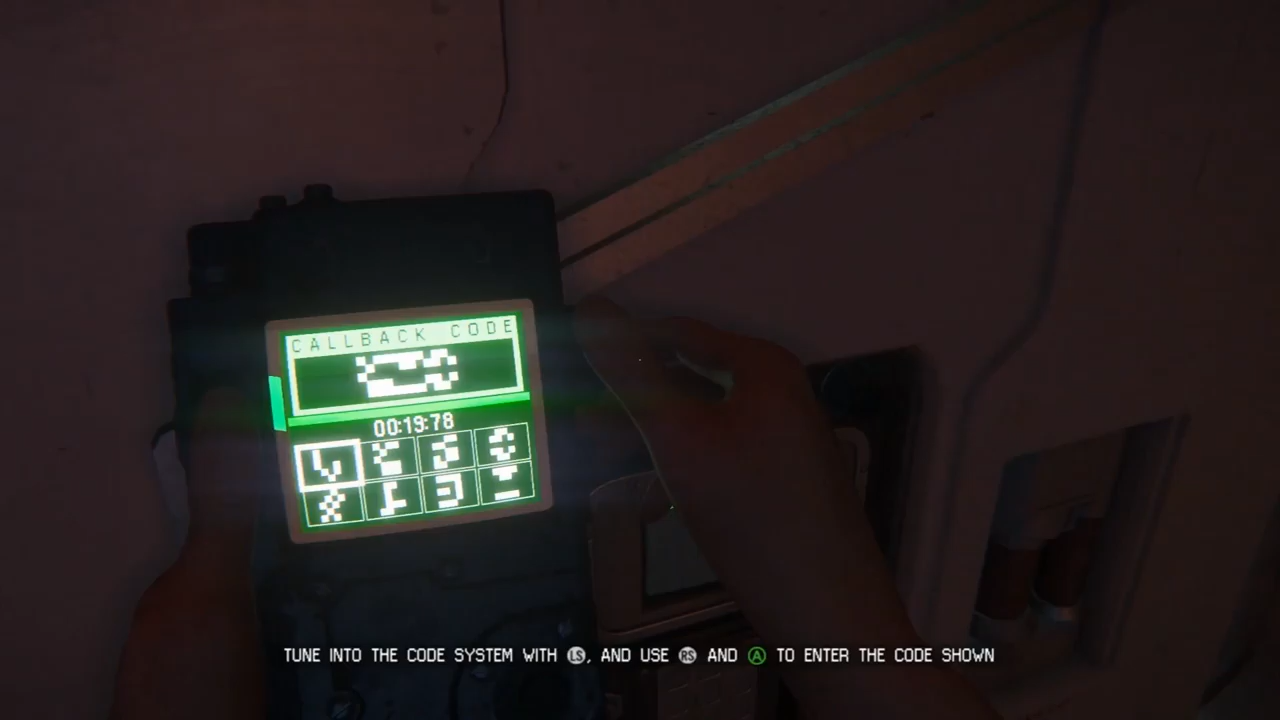 CALLBACK CODE
00:19:78
TUNE INTO THE CODE SYSTEM WITH LS, AND USE RS AND A TO ENTER THE CODE SHOWN